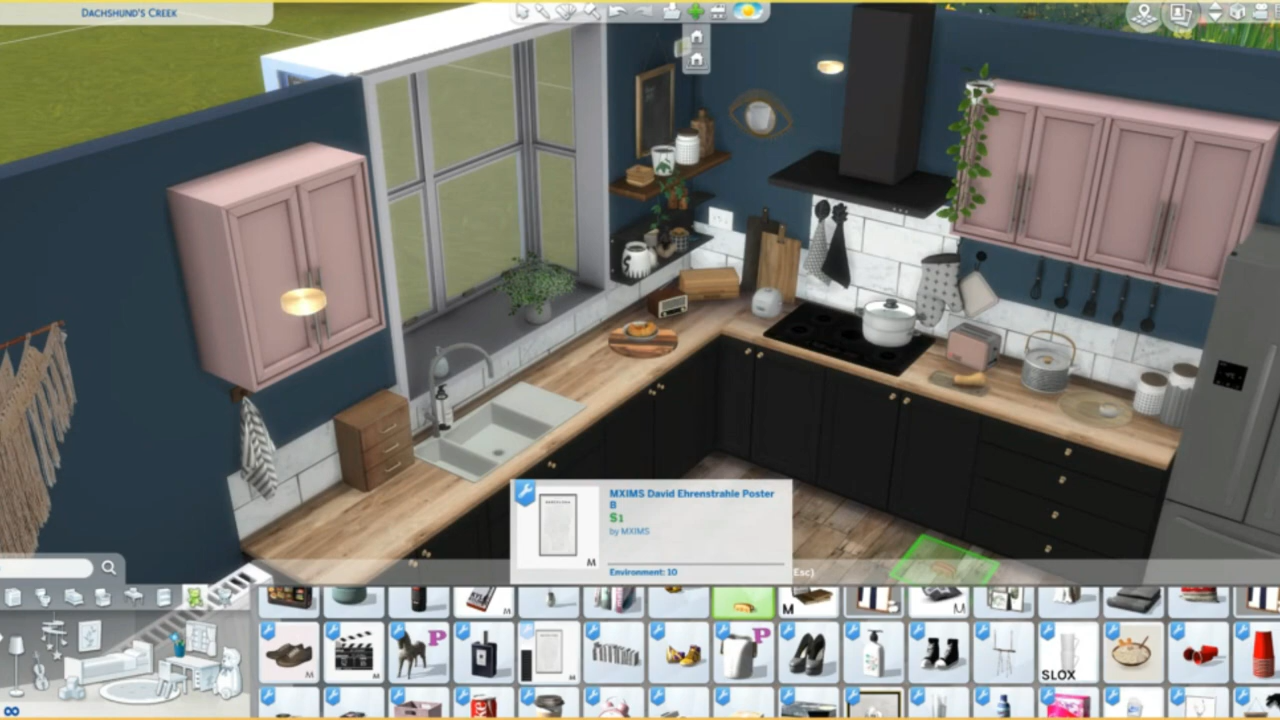 DACHSHUND'S CREEK
MXIMS David Ehrenstrahle Poster
B
$1
by MXIMS
M
Environment: 10
Esc)
M
M
M
M
M
P
M
P
SLOX